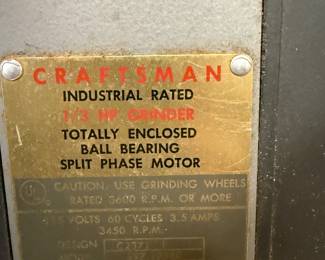 CRAFTSMAN
INDUSTRIAL RATED
1/3 HP GRINDER
TOTALLY ENCLOSED
BALL BEARING
SPLIT PHASE MOTOR
CAUTION. USE GRINDING WHEELS
RATED 3600 R.P.M. OR MORE
VOLTS 60 CYCLES 3.5 AMPS
3450 R.P.M.
DESIGN